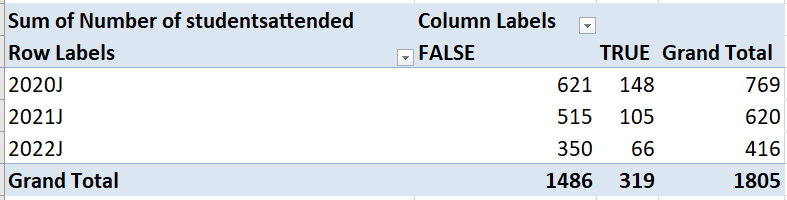 Sum of Number of studentsattended Column Labels
Row Labels FALSE TRUE Grand Total
2020J 621 148 769
2021J 515 105 620
2022J 350 66 416
Grand Total 1486 319 1805